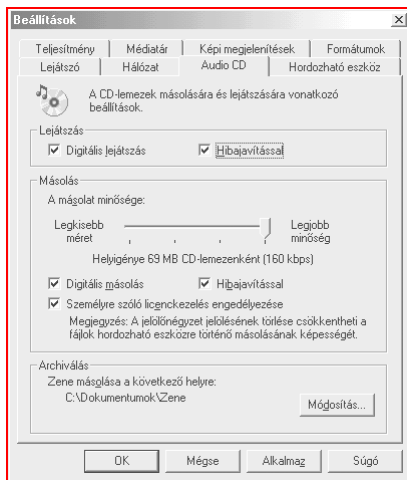 Beállítások
Teljesítmény Médiatár Képi megjelenítések Formátumok
Lejátszó Hálózat Audio CD Hordozható eszköz
A CD-lemezek másolására és lejátszására vonatkozó
beállítások.
Lejátszás
Digitális lejátszás Hibajavítással
Másolás
A másolat minősége:
Legkisebb Legjobb
méret minőség
Helyigénye 69 MB CD-lemezenként (160 kbps)
Digitális másolás Hibajavítással
Személyre szóló licenckezelés engedélyezése
Megjegyzés: A jelölőnégyzet jelölésének törlése csökkentheti a
fájlok hordozható eszközre történő másolásának képességét.
Archiválás
Zene másolása a következő helyre:
C:\Dokumentumok\Zene
Módosítás...
OK Mégse Alkalmaz Súgó